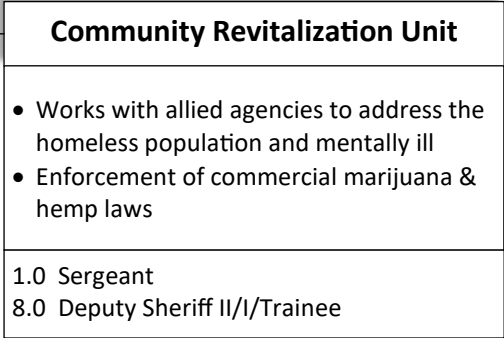 Community Revitalization Unit
• Works with allied agencies to address the
homeless population and mentally ill
• Enforcement of commercial marijuana &
hemp laws
1.0 Sergeant
8.0 Deputy Sheriff II/I/Trainee